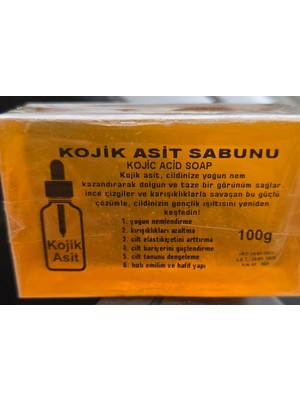 KOJİK ASİT SABUNU
KOJİC ACID SOAP
Kojik asit, cildinize yoğun nem
kazandırarak dolgun ve taze bir görünüm sağlar
ince çizgiler ve karışıklıklarla savaşan bu güçlü
çözümle, cildinizin gençlik ışıltısını yeniden
keşfedin!
1. yoğun nemlendirme
2. kırışıklıkları azaltma
3. cilt elastikiyetini arttırma
4. cilt bariyerini güçlendirme
5. cilt tonunu dengeleme
6. hızlı emilim ve hafif yapı
100g
Kojik
Asit